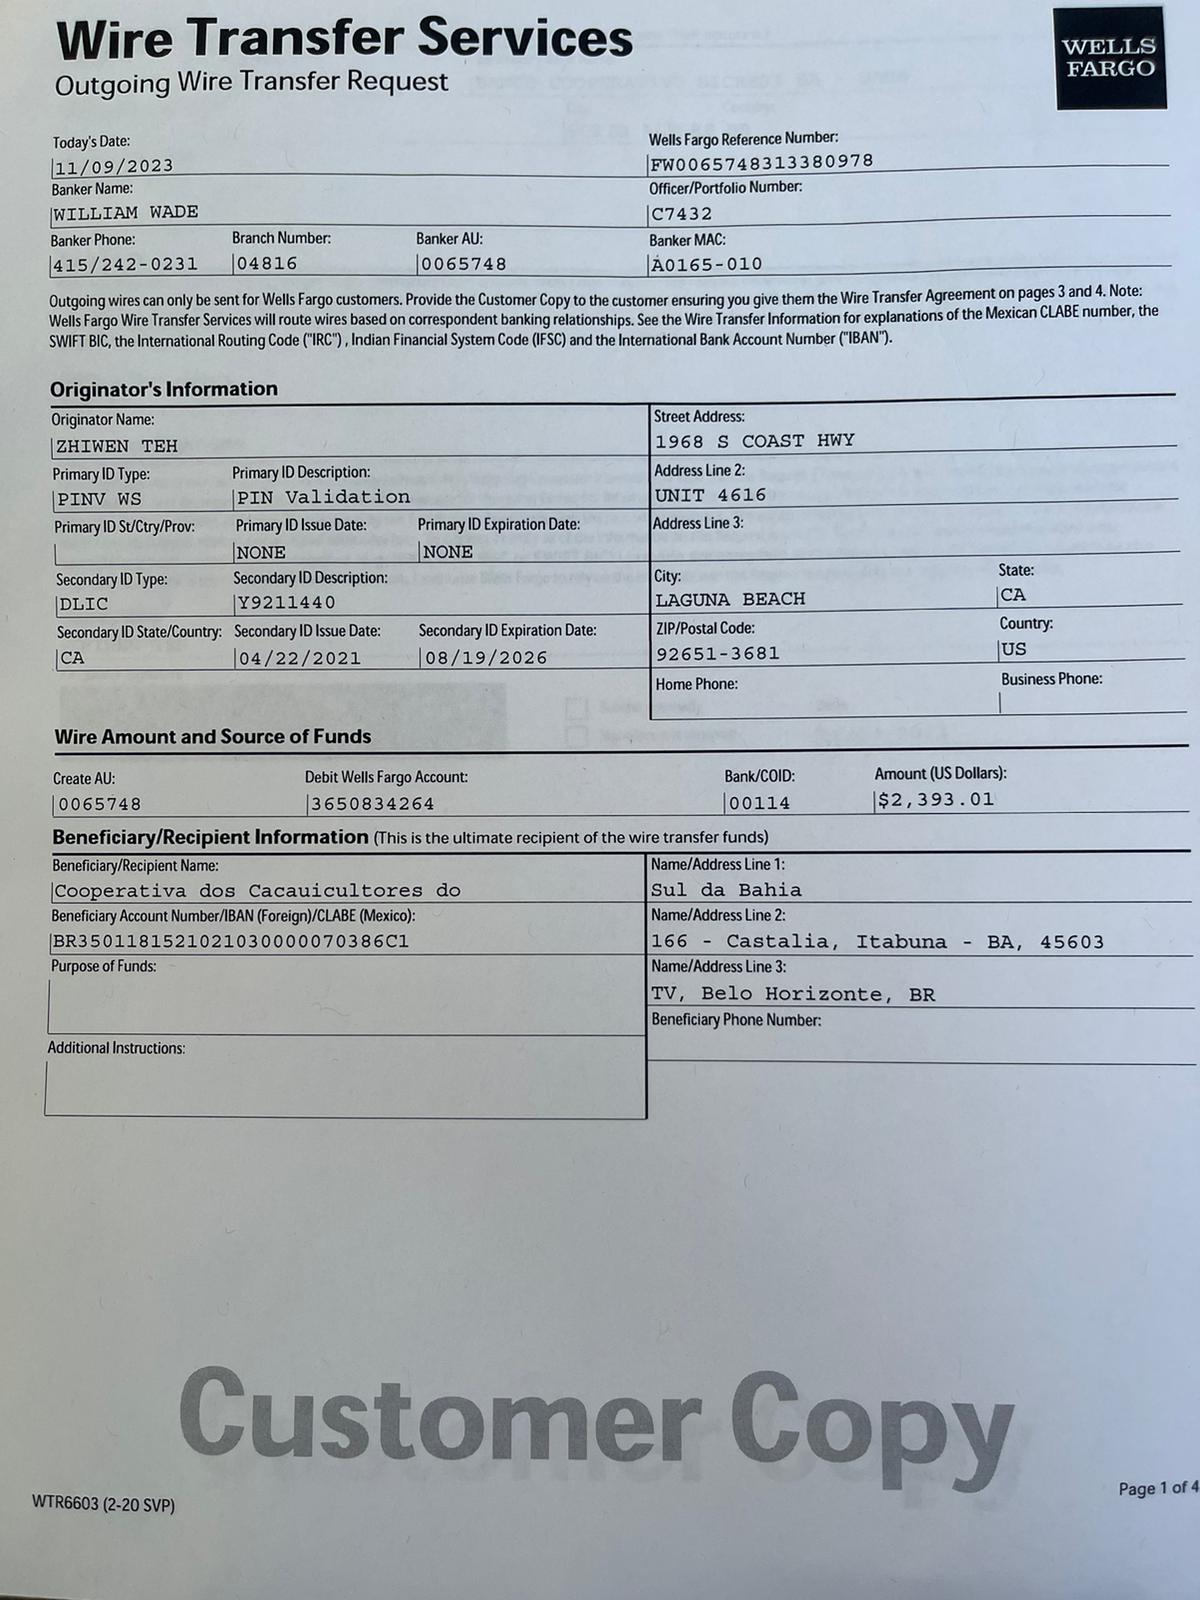 Wire Transfer Services
Outgoing Wire Transfer Request
WELLS
FARGO
Today's Date:
11/09/2023
Wells Fargo Reference Number:
FW0065748313380978
Banker Name:
WILLIAM WADE
Officer/Portfolio Number:
C7432
Banker Phone: Branch Number: Banker AU: Banker MAC:
415/242-0231 04816 0065748 A0165-010
Outgoing wires can only be sent for Wells Fargo customers. Provide the Customer Copy to the customer ensuring you give them the Wire Transfer Agreement on pages 3 and 4. Note:
Wells Fargo Wire Transfer Services will route wires based on correspondent banking relationships. See the Wire Transfer Information for explanations of the Mexican CLABE number, the
SWIFT BIC, the International Routing Code ("IRC") , Indian Financial System Code (IFSC) and the International Bank Account Number ("IBAN").
Originator's Information
Originator Name:
ZHIWEN TEH
Primary ID Type: Primary ID Description:
PINV WS PIN Validation
Primary ID St/Ctry/Prov: Primary ID Issue Date: Primary ID Expiration Date:
NONE NONE
Secondary ID Type: Secondary ID Description:
DLIC Y9211440
Secondary ID State/Country: Secondary ID Issue Date: Secondary ID Expiration Date:
CA 04/22/2021 08/19/2026
Street Address:
1968 S COAST HWY
Address Line 2:
UNIT 4616
Address Line 3:
City: State:
LAGUNA BEACH CA
ZIP/Postal Code: Country:
92651-3681 US
Home Phone: Business Phone:
Wire Amount and Source of Funds
Create AU: Debit Wells Fargo Account: Bank/COID: Amount (US Dollars):
0065748 3650834264 00114 $2,393.01
Beneficiary/Recipient Information (This is the ultimate recipient of the wire transfer funds)
Beneficiary/Recipient Name:
Cooperativa dos Cacauicultores do
Beneficiary Account Number/IBAN (Foreign)/CLABE (Mexico):
BR3501181521021030000070386C1
Purpose of Funds:
Additional Instructions:
Name/Address Line 1:
Sul da Bahia
Name/Address Line 2:
166 - Castalia, Itabuna - BA, 45603
Name/Address Line 3:
TV, Belo Horizonte, BR
Beneficiary Phone Number:
Customer Copy
WTR6603 (2-20 SVP)
Page 1 of 4